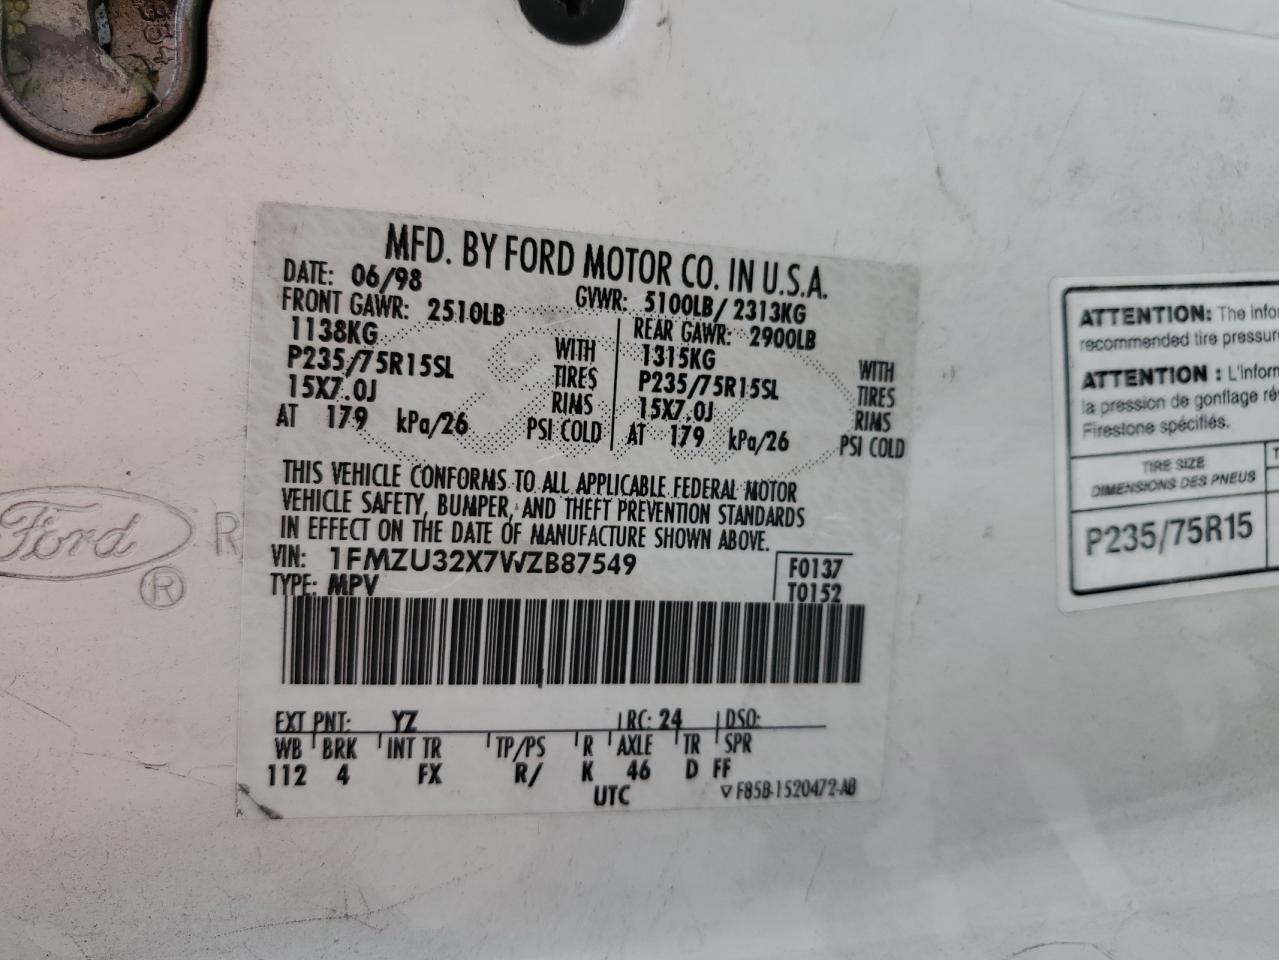 MFD. BY FORD MOTOR CO. IN U.S.A.
DATE: 06/98 GVWR: 5100LB/ 2313KG
FRONT GAWR: 2510LB REAR GAWR: 2900LB
1138KG WITH 1315KG WITH
P235/75R15SL TIRES P235/75R15SL TIRES
15X7.0J RIMS 15X7.0J RIMS
AT 179 kPa/26 PSI COLD AT 179 kPa/26 PSI COLD
THIS VEHICLE CONFORMS TO ALL APPLICABLE FEDERAL MOTOR
VEHICLE SAFETY, BUMPER, AND THEFT PREVENTION STANDARDS
IN EFFECT ON THE DATE OF MANUFACTURE SHOWN ABOVE.
VIN: 1FMZU32X7WZB87549 F0137
TYPE: MPV T0152
EXT PNT: YZ RC: 24 DSO:
WB BRK INT TR TP/PS R AXLE TR SPR
112 4 FX R/ K 46 D FF
UTC ▽ F85B-1520472-AB
Ford R
®
ATTENTION: The
recommended tire
ATTENTION :
la pression de gonflage
Firestone spécifiés.
TIRE SIZE
DIMENSIONS DES PNEUS
P235/75R15